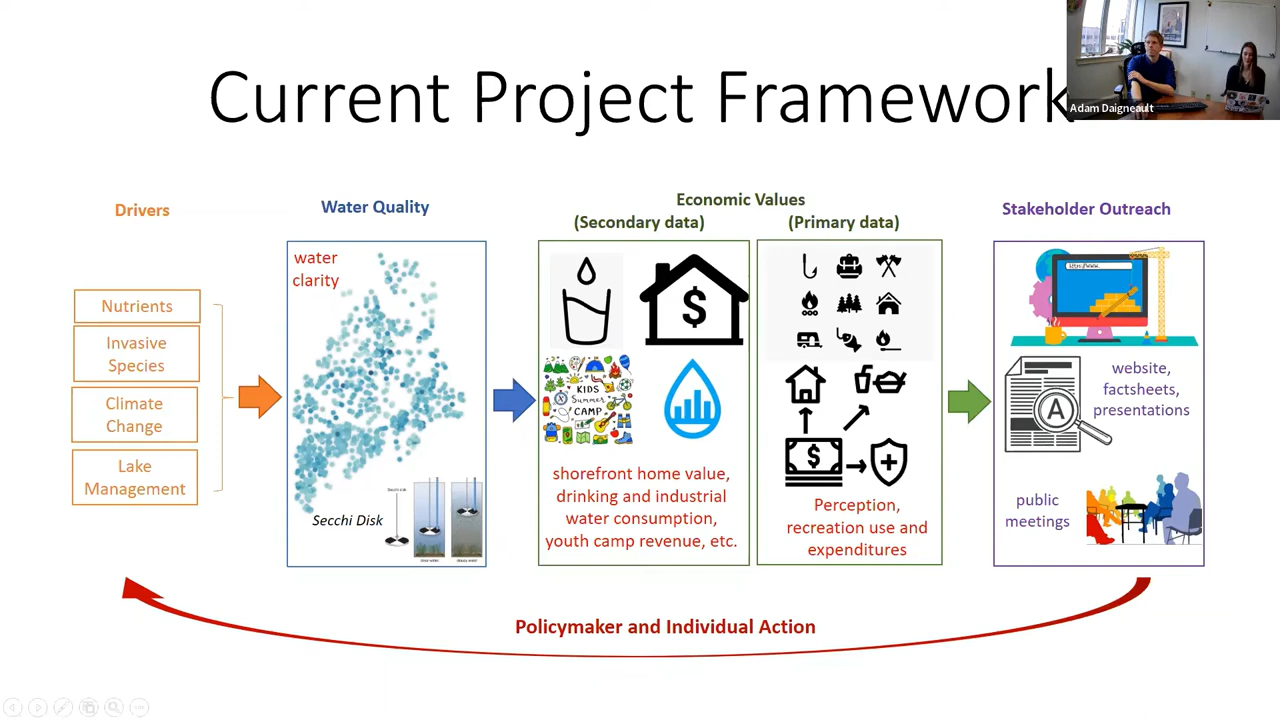 Current Project Framework
Adam Daigneault
Drivers
Nutrients
Invasive
Species
Climate
Change
Lake
Management
Water Quality
water
clarity
Secchi Disk
Economic Values
(Secondary data)
(Primary data)
$
KIDS
Summer
CAMP
shorefront home value,
drinking and industrial
water consumption,
youth camp revenue, etc.
$
Perception,
recreation use and
expenditures
Stakeholder Outreach
A
website,
factsheets,
presentations
public
meetings
Policymaker and Individual Action